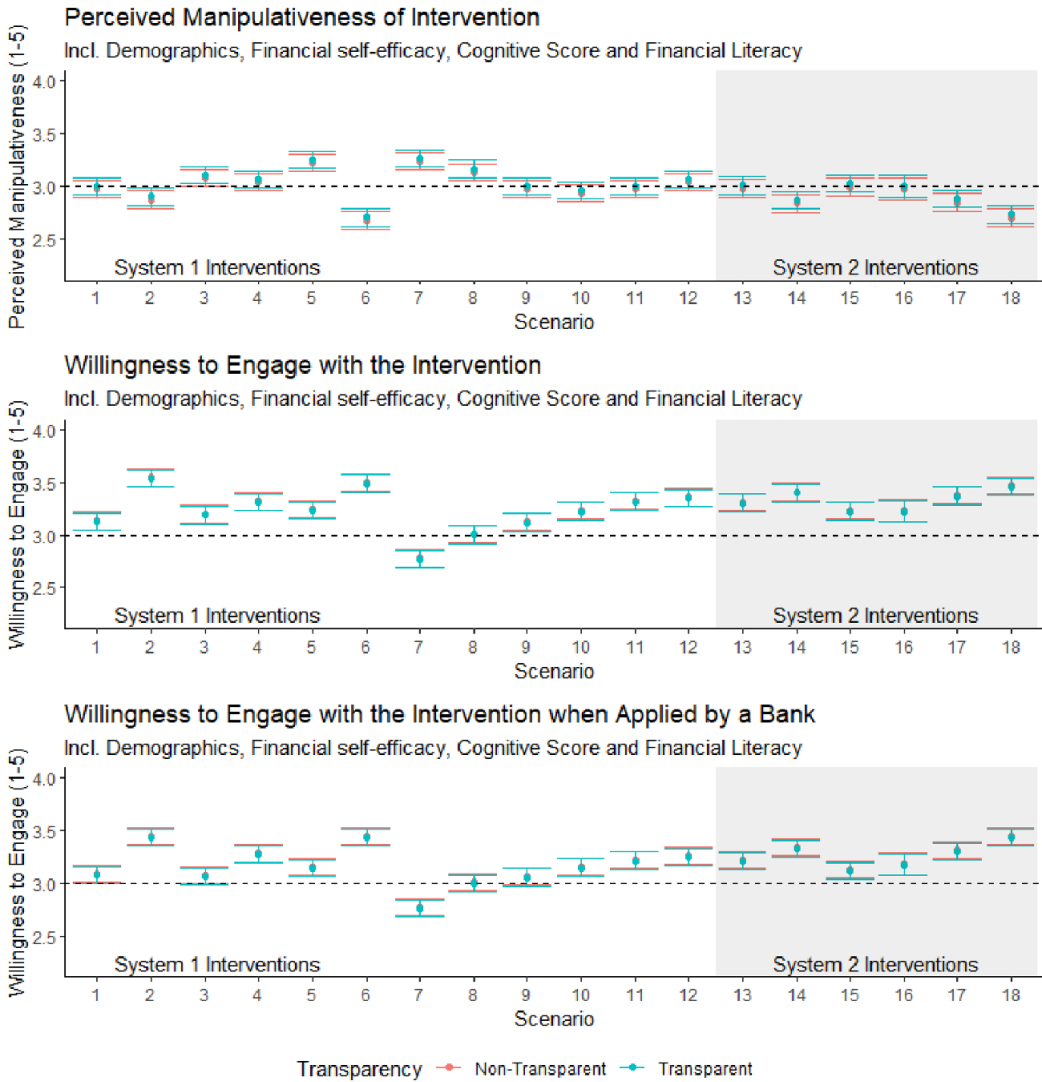 Perceived Manipulativeness of Intervention
Incl. Demographics, Financial self-efficacy, Cognitive Score and Financial Literacy
Perceived Manipulativeness (1-5)
4.0
3.5
3.0
2.5
System 1 Interventions
System 2 Interventions
1 2 3 4 5 6 7 8 9 10 11 12 13 14 15 16 17 18
Scenario
Willingness to Engage with the Intervention
Incl. Demographics, Financial self-efficacy, Cognitive Score and Financial Literacy
Willingness to Engage (1-5)
4.0
3.5
3.0
2.5
System 1 Interventions
System 2 Interventions
1 2 3 4 5 6 7 8 9 10 11 12 13 14 15 16 17 18
Scenario
Willingness to Engage with the Intervention when Applied by a Bank
Incl. Demographics, Financial self-efficacy, Cognitive Score and Financial Literacy
Willingness to Engage (1-5)
4.0
3.5
3.0
2.5
System 1 Interventions
System 2 Interventions
1 2 3 4 5 6 7 8 9 10 11 12 13 14 15 16 17 18
Scenario
Transparency Non-Transparent Transparent